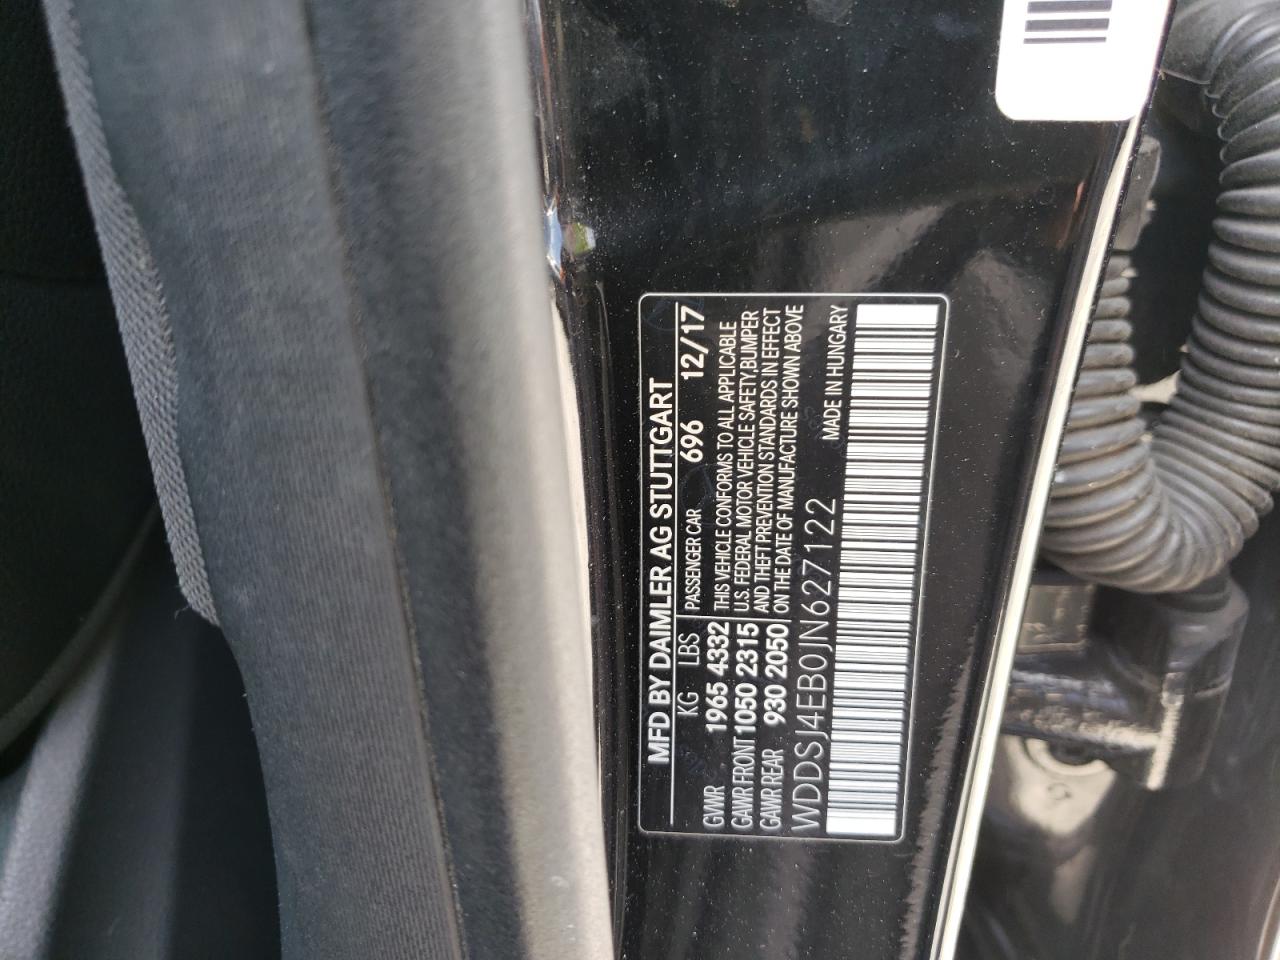 MFD BY DAIMLER AG STUTTGART
KG LBS PASSENGER CAR 696 12/17
GVWR 1965 4332 THIS VEHICLE CONFORMS TO ALL APPLICABLE
GAWR FRONT 1050 2315 U.S. FEDERAL MOTOR VEHICLE SAFETY, BUMPER
GAWR REAR 930 2050 AND THEFT PREVENTION STANDARDS IN EFFECT
ON THE DATE OF MANUFACTURE SHOWN ABOVE
WDDSJ4EB0JN627122 MADE IN HUNGARY